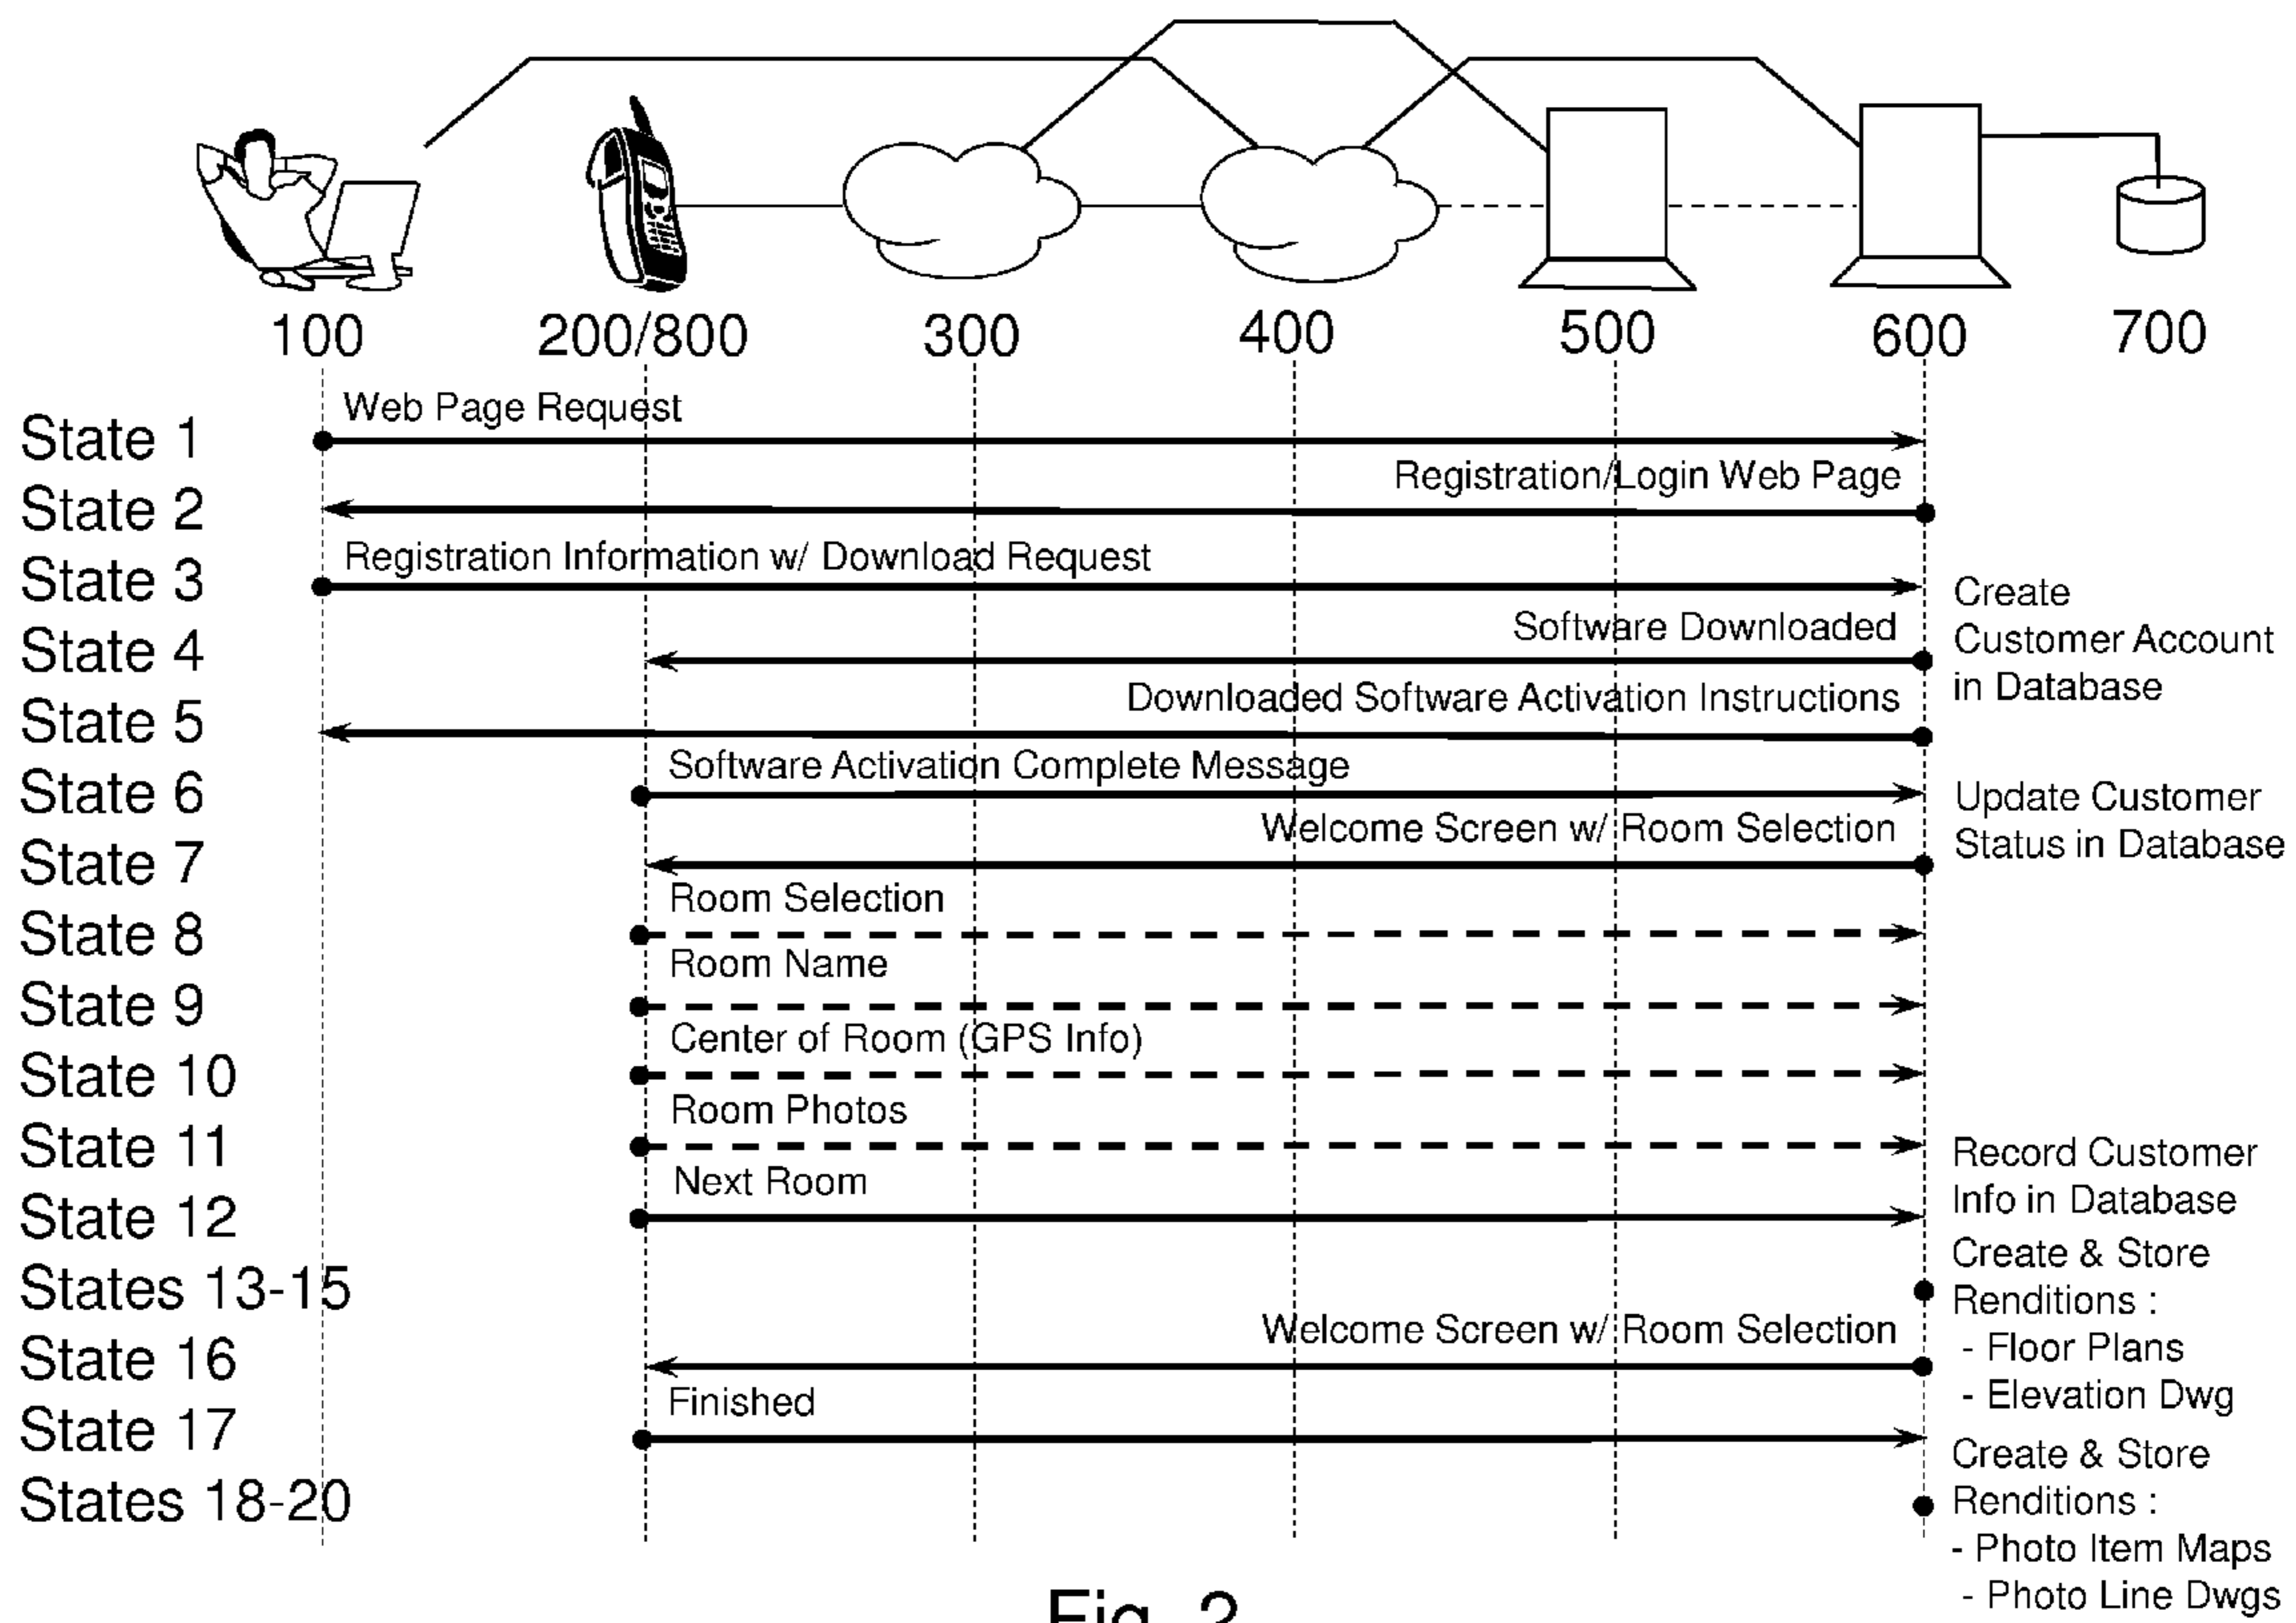 100
200/800
300
400
500
600
700
Web Page Request
State 1
Registration/Login Web Page
State 2
Registration Information w/ Download Request
State 3
Create
Customer Account
in Database
Software Downloaded
State 4
Downloaded Software Activation Instructions
State 5
Software Activation Complete Message
State 6
Update Customer
Status in Database
Welcome Screen w/ Room Selection
State 7
Room Selection
State 8
Room Name
State 9
Center of Room (GPS Info)
State 10
Room Photos
State 11
Record Customer
Info in Database
Next Room
State 12
States 13-15
Create & Store
Renditions :
- Floor Plans
- Elevation Dwg
Welcome Screen w/ Room Selection
State 16
Finished
State 17
States 18-20
Create & Store
Renditions :
- Photo Item Maps
- Photo Line Dwgs
Fig. 2